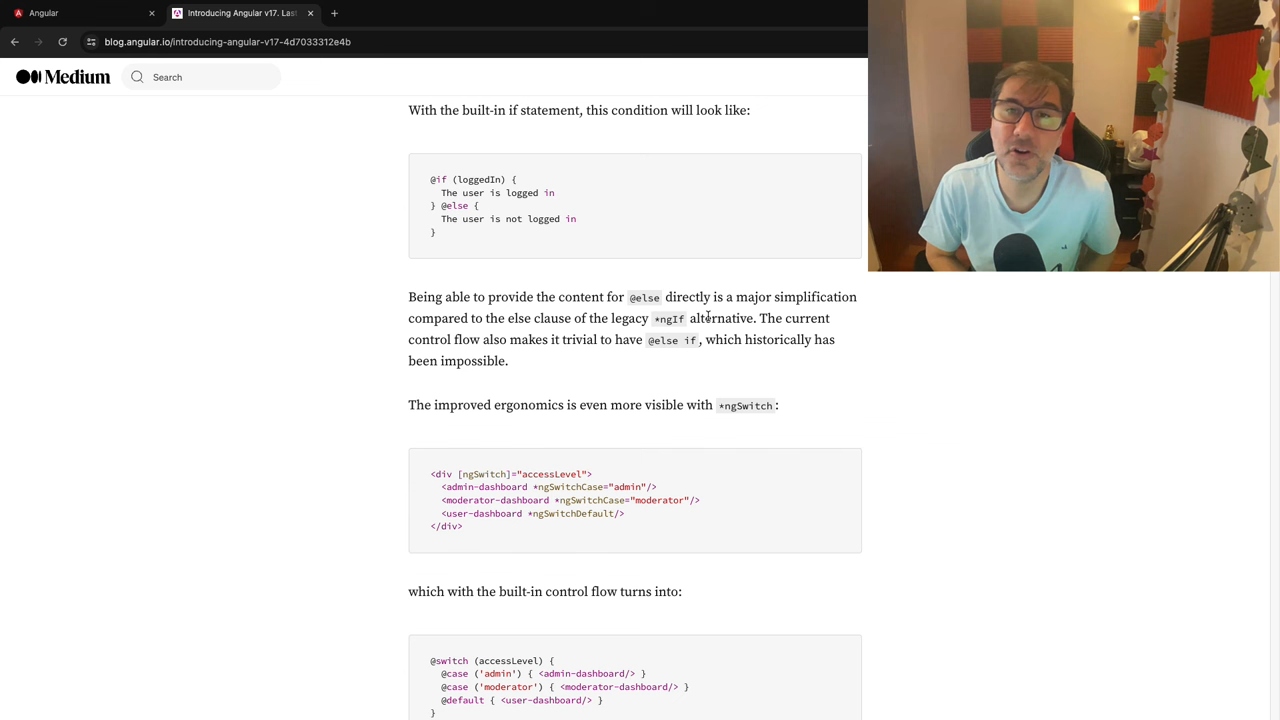 Angular
Introducing Angular v17. Las
blog.angular.io/introducing-angular-v17-4d7033312e4b
Medium
Search
With the built-in if statement, this condition will look like:
@if (loggedIn) {
The user is logged in
} @else {
The user is not logged in
}
Being able to provide the content for @else directly is a major simplification
compared to the else clause of the legacy *ngIf alternative. The current
control flow also makes it trivial to have @else if, which historically has
been impossible.
The improved ergonomics is even more visible with *ngSwitch:
<div [ngSwitch]="accessLevel">
<admin-dashboard *ngSwitchCase="admin"/>
<moderator-dashboard *ngSwitchCase="moderator"/>
<user-dashboard *ngSwitchDefault/>
</div>
which with the built-in control flow turns into:
@switch (accessLevel) {
@case ('admin') { <admin-dashboard/> }
@case ('moderator') { <moderator-dashboard/> }
@default { <user-dashboard/> }
}